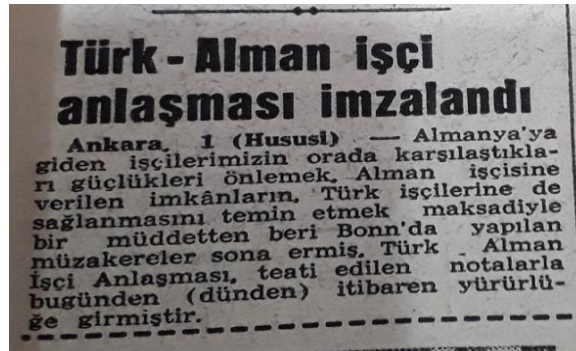 Türk - Alman işçi
anlaşması imzalandı
Ankara, 1 (Hususi) — Almanya'ya
giden işçilerimizin orada karşılaştıkla-
rı güçlükleri önlemek, Alman işçisine
verilen imkânların, Türk işçilerine de
sağlanmasını temin etmek maksadiyle
bir müddetten beri Bonn'da yapılan
müzakereler sona ermiş, Türk - Alman
İşçi Anlaşması, teati edilen notalarla
bugünden (dünden) itibaren yürürlü-
ğe girmiştir.